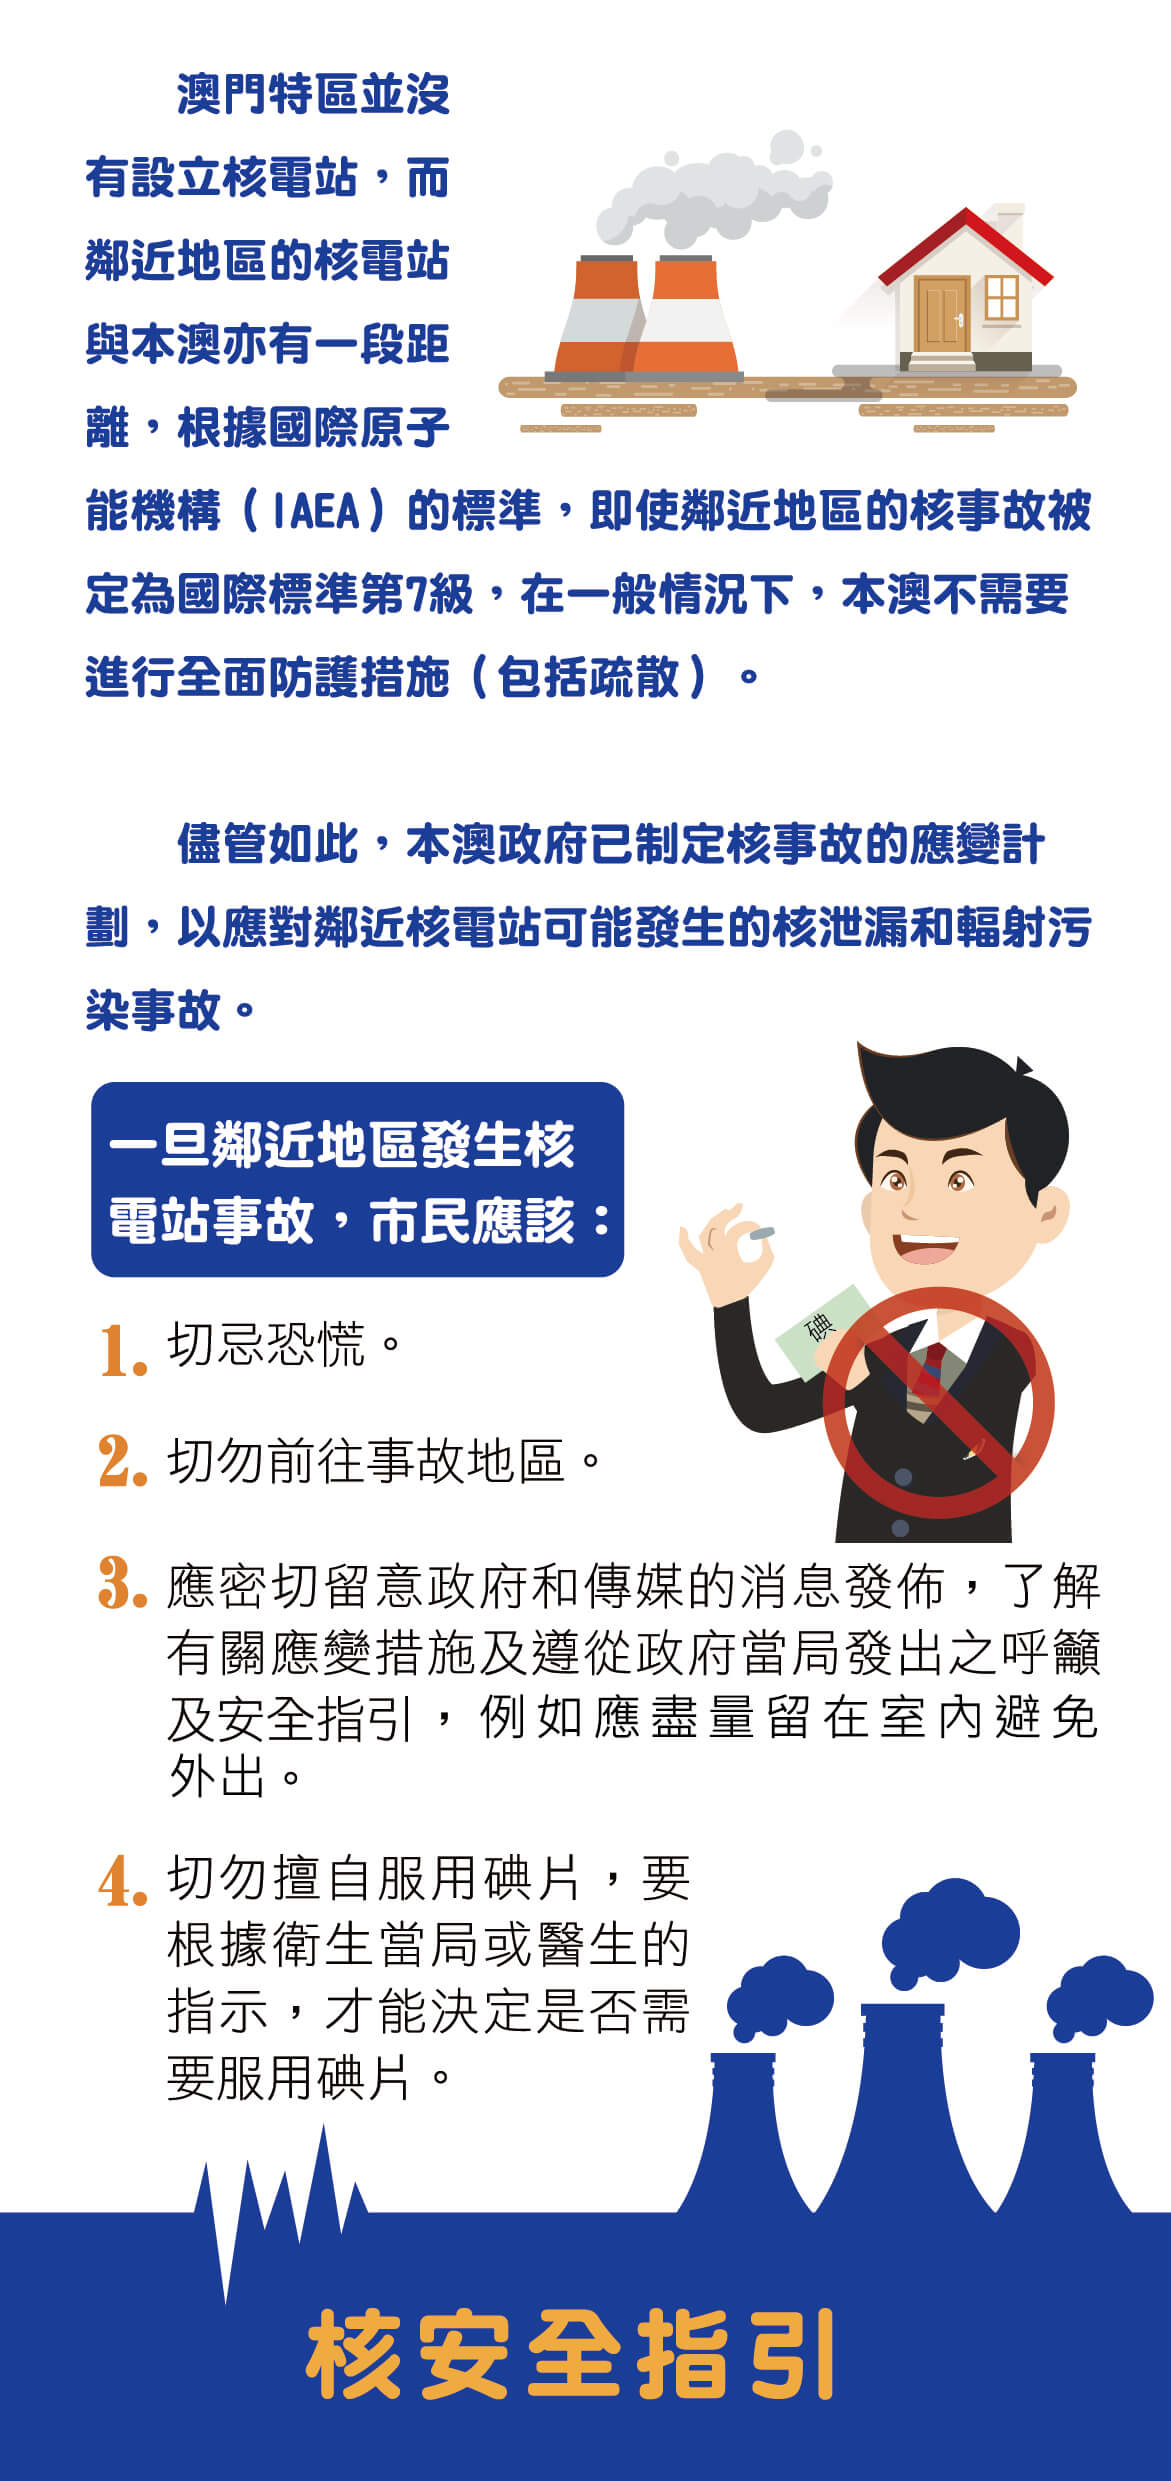 澳門特區並沒
有設立核電站，而
鄰近地區的核電站
與本澳亦有一段距
離，根據國際原子
能機構（IAEA）的標準，即使鄰近地區的核事故被
定為國際標準第7級，在一般情況下，本澳不需要
進行全面防護措施（包括疏散）。
儘管如此，本澳政府已制定核事故的應變計
劃，以應對鄰近核電站可能發生的核泄漏和輻射污
染事故。
一旦鄰近地區發生核
電站事故，市民應該：
1. 切忌恐慌。
碘
2. 切勿前往事故地區。
3. 應密切留意政府和傳媒的消息發佈，了解
有關應變措施及遵從政府當局發出之呼籲
及安全指引，例如應盡量留在室內避免
外出。
4. 切勿擅自服用碘片，要
根據衛生當局或醫生的
指示，才能決定是否需
要服用碘片。
核安全指引